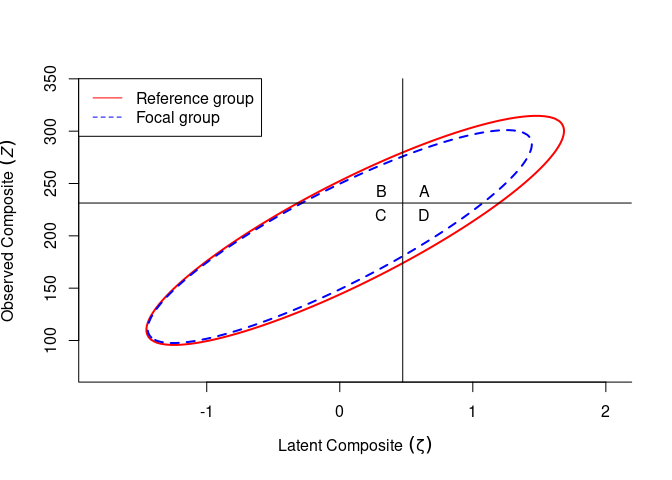 Reference group
Focal group
350
300
250
200
150
100
Observed Composite (Z)
B A
C D
-1 0 1 2
Latent Composite (ζ)